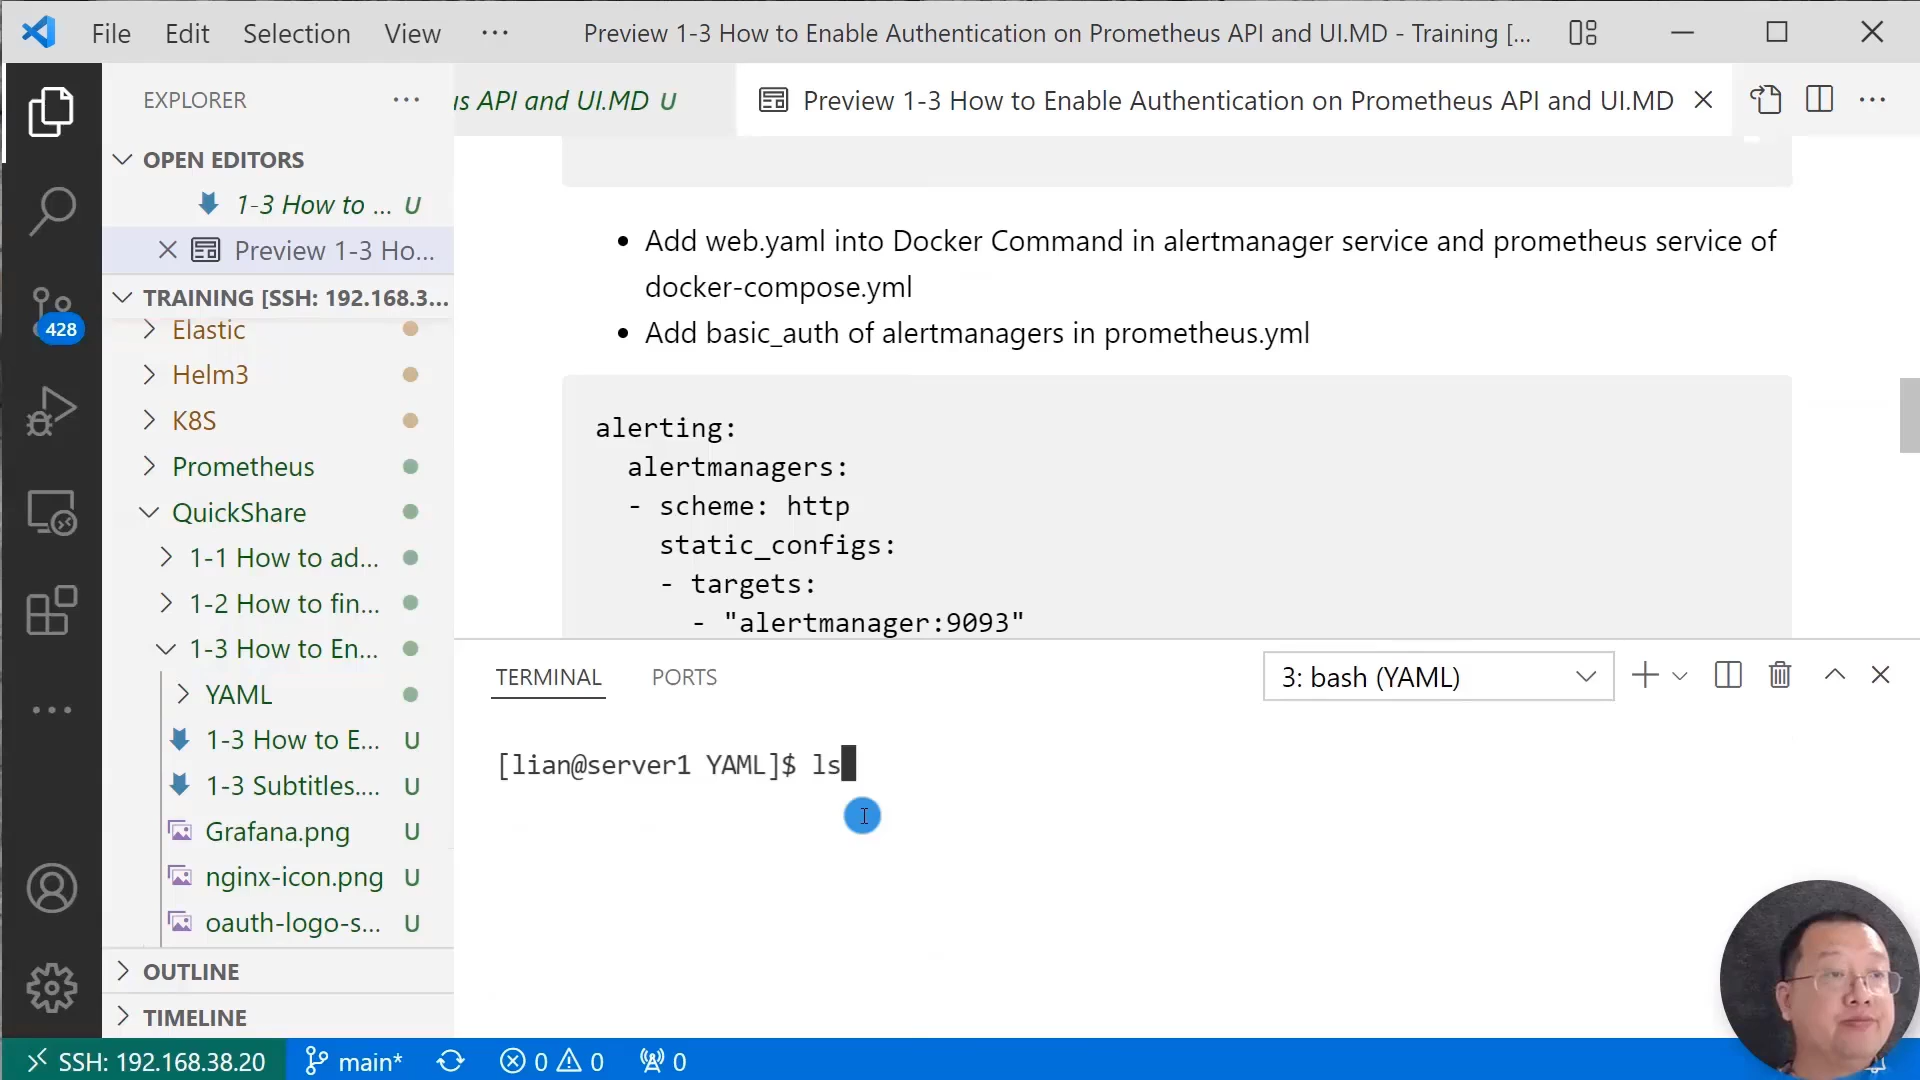 File Edit Selection View ··· Preview 1-3 How to Enable Authentication on Prometheus API and UI.MD - Training [...
EXPLORER ···
us API and UI.MD U
Preview 1-3 How to Enable Authentication on Prometheus API and UI.MD
OPEN EDITORS
1-3 How to ... U
Preview 1-3 Ho...
TRAINING [SSH: 192.168.3...
428
Elastic
Helm3
K8S
Prometheus
QuickShare
1-1 How to ad...
1-2 How to fin...
1-3 How to En...
YAML
1-3 How to E... U
1-3 Subtitles.... U
Grafana.png U
nginx-icon.png U
oauth-logo-s... U
OUTLINE
TIMELINE
• Add web.yaml into Docker Command in alertmanager service and prometheus service of
docker-compose.yml
• Add basic_auth of alertmanagers in prometheus.yml
alerting:
alertmanagers:
- scheme: http
static_configs:
- targets:
- "alertmanager:9093"
TERMINAL PORTS 3: bash (YAML)
[lian@server1 YAML]$ ls
SSH: 192.168.38.20 main* 0 0 0